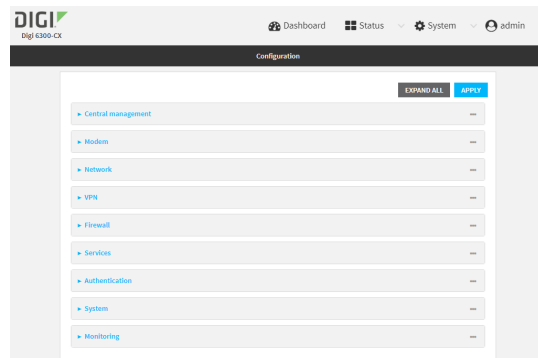 DIGI
Digi 6300-CX
Dashboard Status System admin
Configuration
EXPAND ALL APPLY
Central management
Modem
Network
VPN
Firewall
Services
Authentication
System
Monitoring